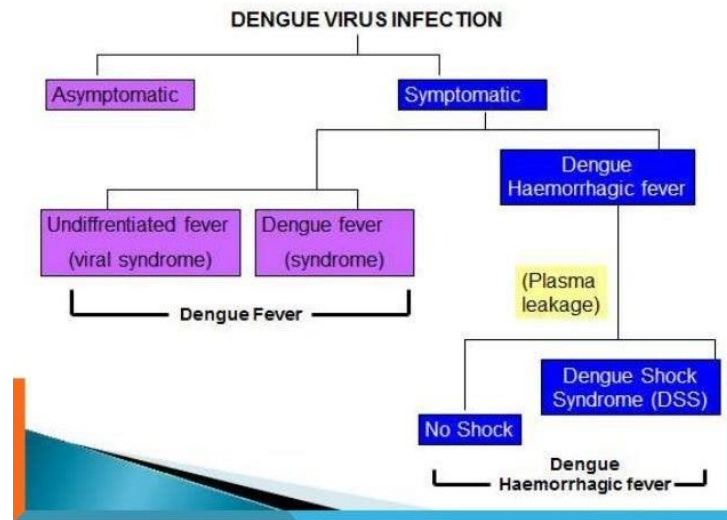 DENGUE VIRUS INFECTION
Asymptomatic
Symptomatic
Dengue
Haemorrhagic fever
Undiffrentiated fever
(viral syndrome)
Dengue fever
(syndrome)
Dengue Fever
(Plasma
leakage)
No Shock
Dengue Shock
Syndrome (DSS)
Dengue
Haemorrhagic fever